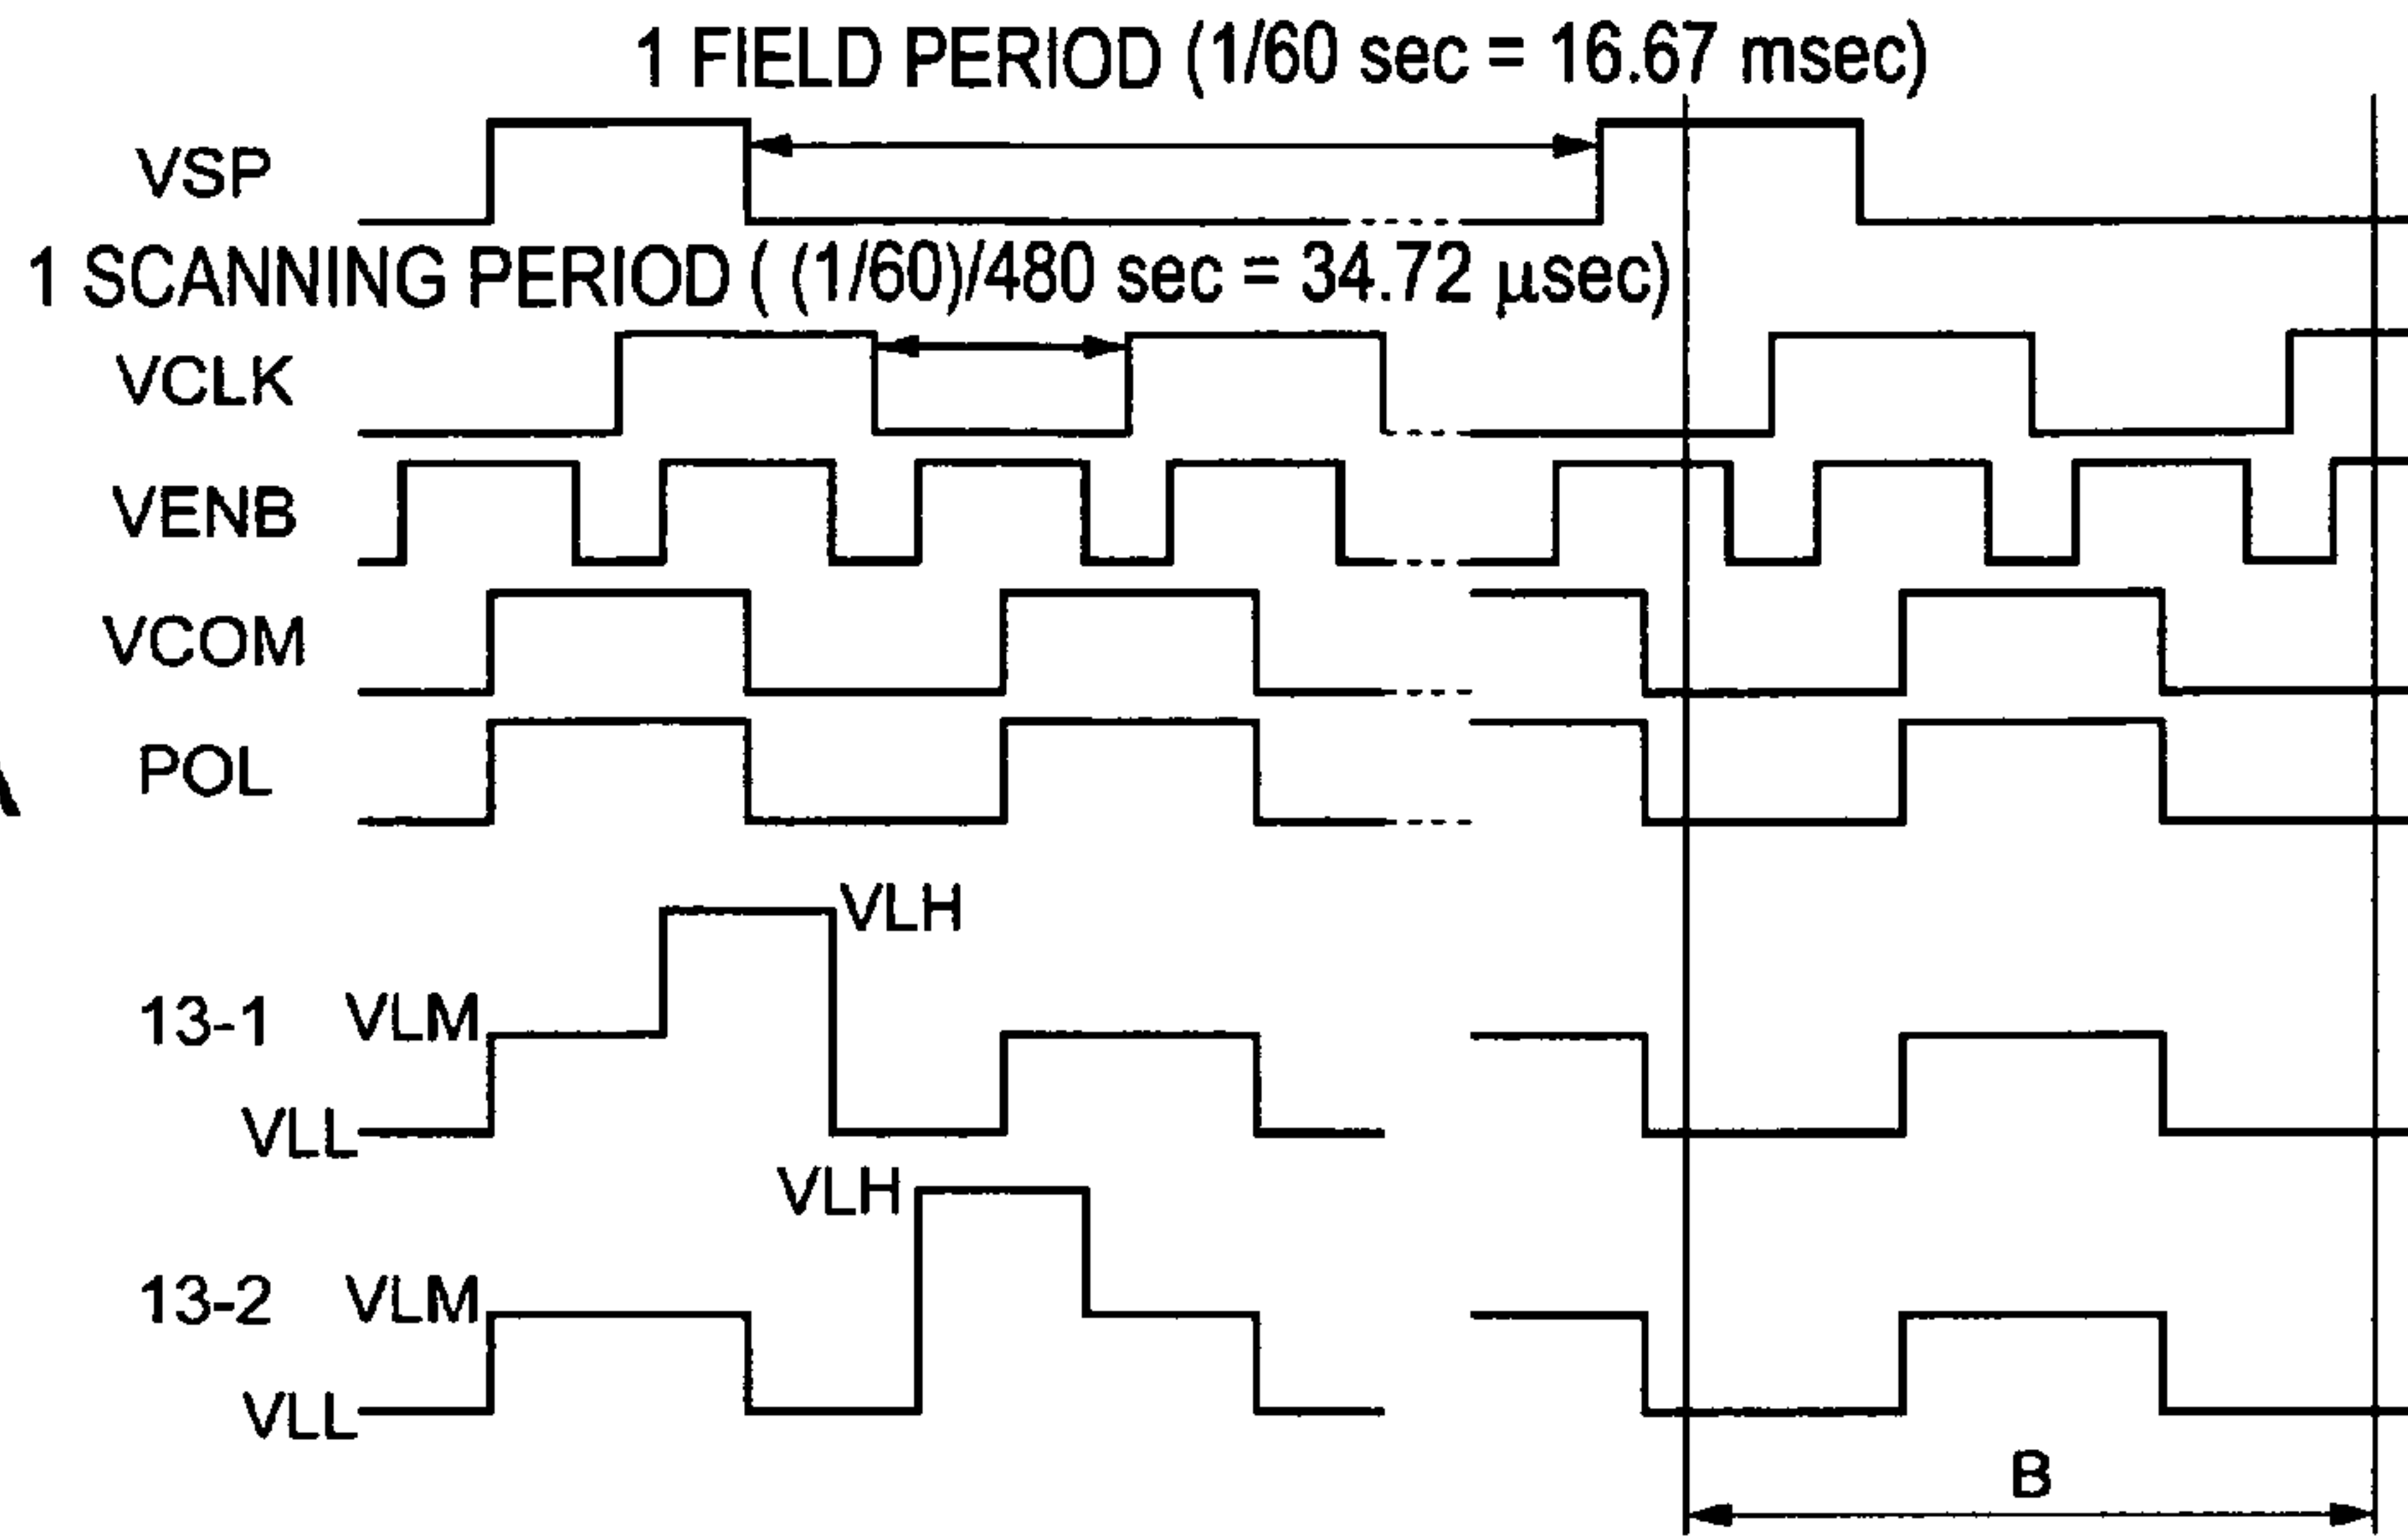 1 FIELD PERIOD (1/60 sec = 16.67 msec)
VSP
1 SCANNING PERIOD ( (1/60)/480 sec = 34.72 µsec)
VCLK
VENB
VCOM
POL
VLH
13-1 VLM
VLL
VLH
13-2 VLM
VLL
B